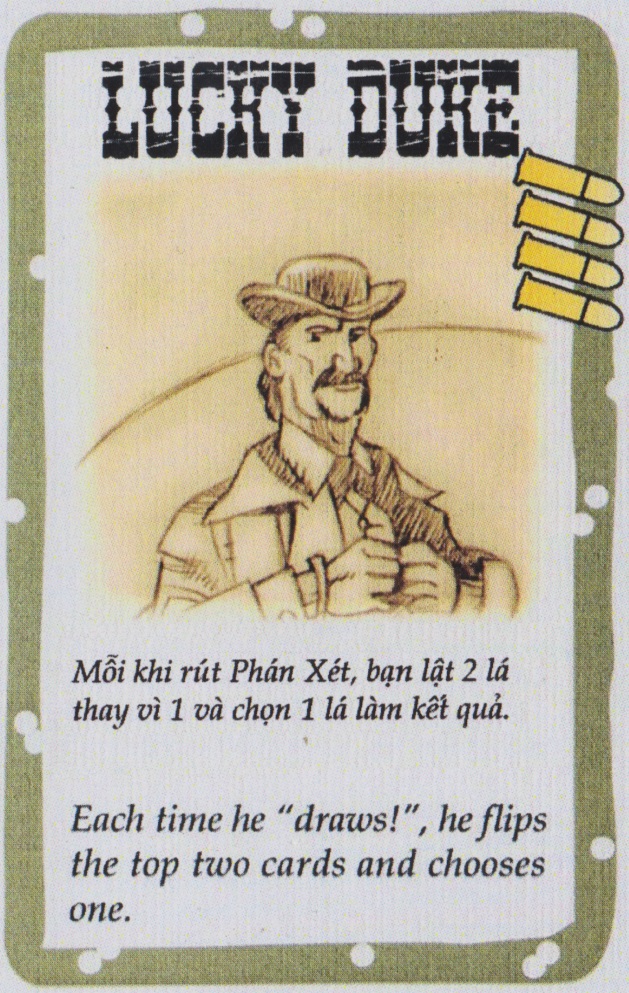 LUCKY DUKE
Mỗi khi rút Phán Xét, bạn lật 2 lá
thay vì 1 và chọn 1 lá làm kết quả.
Each time he “draws!”, he flips
the top two cards and chooses
one.